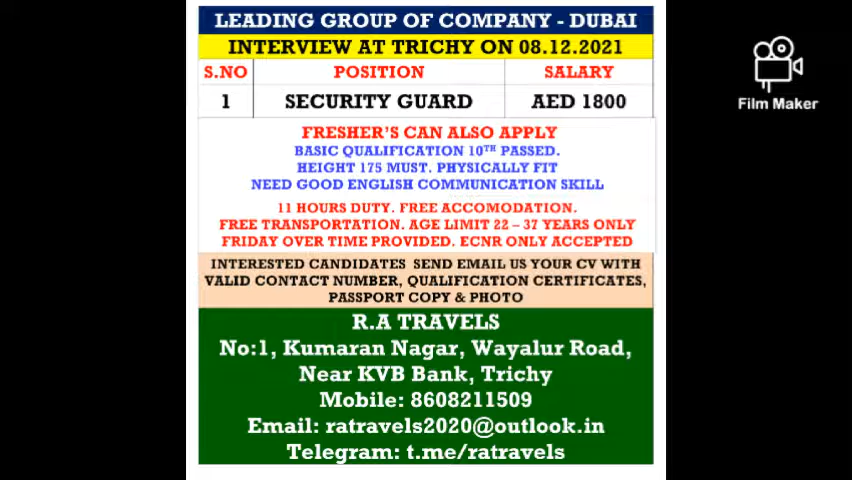 LEADING GROUP OF COMPANY - DUBAI
INTERVIEW AT TRICHY ON 08.12.2021
S.NO POSITION SALARY
1 SECURITY GUARD AED 1800
FRESHER'S CAN ALSO APPLY
BASIC QUALIFICATION 10TH PASSED.
HEIGHT 175 MUST. PHYSICALLY FIT
NEED GOOD ENGLISH COMMUNICATION SKILL
11 HOURS DUTY. FREE ACCOMODATION.
FREE TRANSPORTATION. AGE LIMIT 22 – 37 YEARS ONLY
FRIDAY OVER TIME PROVIDED. ECNR ONLY ACCEPTED
INTERESTED CANDIDATES SEND EMAIL US YOUR CV WITH
VALID CONTACT NUMBER, QUALIFICATION CERTIFICATES,
PASSPORT COPY & PHOTO
R.A TRAVELS
No:1, Kumaran Nagar, Wayalur Road,
Near KVB Bank, Trichy
Mobile: 8608211509
Email: ratravels2020@outlook.in
Telegram: t.me/ratravels
Film Maker